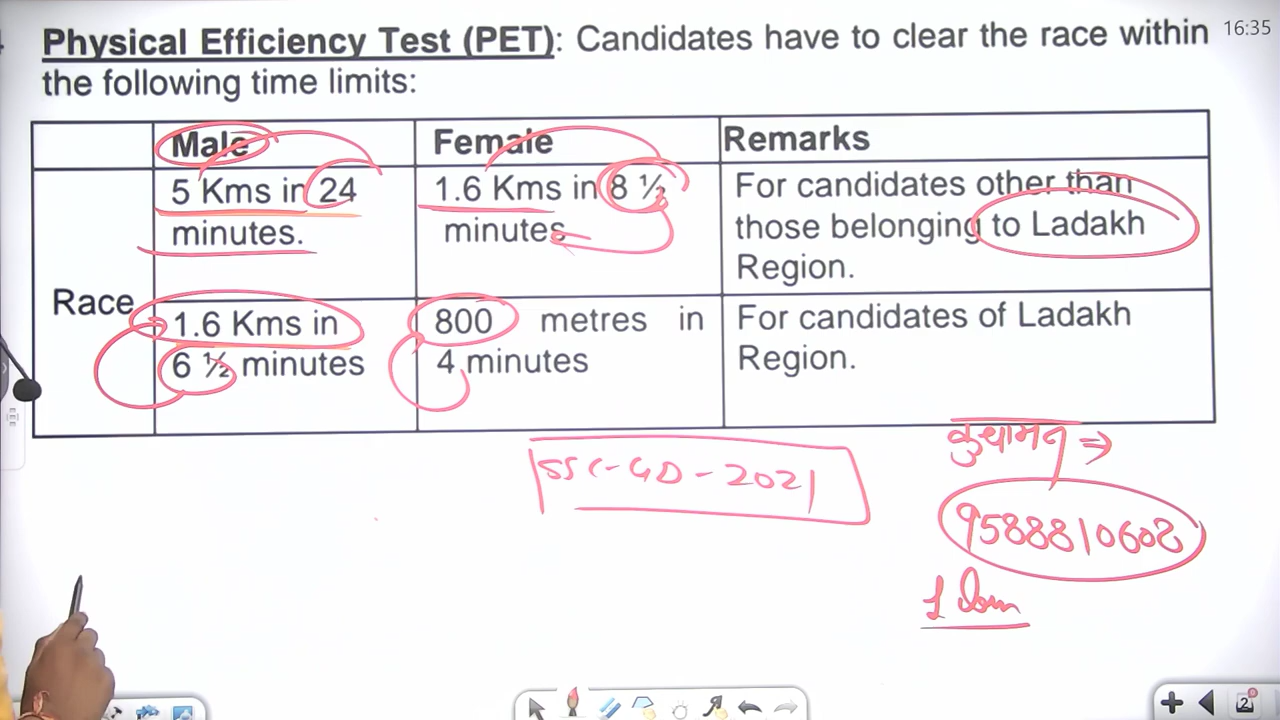 Physical Efficiency Test (PET): Candidates have to clear the race within
16:35
the following time limits:
Male
Female
Remarks
Race
5 Kms in 24
minutes.
1.6 Kms in 8 ½
minutes
For candidates other than
those belonging to Ladakh
Region.
1.6 Kms in
6 ½ minutes
800 metres in
4 minutes
For candidates of Ladakh
Region.
SSC-GD-2021
कुचामन ⇒
9588810602
2